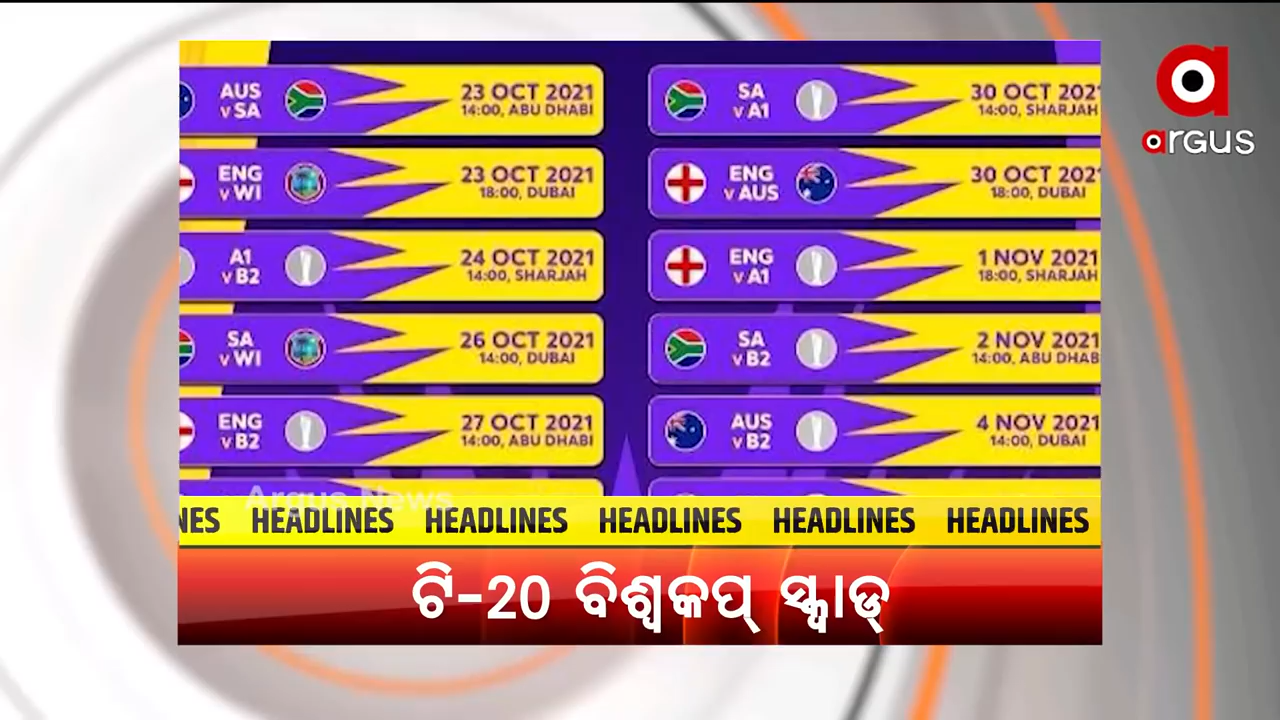 AUS
v SA
23 OCT 2021
14:00, ABU DHABI
ENG
v WI
23 OCT 2021
18:00, DUBAI
A1
v B2
24 OCT 2021
14:00, SHARJAH
SA
v WI
26 OCT 2021
14:00, DUBAI
ENG
v B2
27 OCT 2021
14:00, ABU DHABI
SA
v A1
30 OCT 2021
14:00, SHARJAH
ENG
v AUS
30 OCT 2021
18:00, DUBAI
ENG
v A1
1 NOV 2021
18:00, SHARJAH
SA
v B2
2 NOV 2021
14:00, ABU DHAB
AUS
v B2
4 NOV 2021
14:00, DUBAI
argus
Argus News
NES HEADLINES HEADLINES HEADLINES HEADLINES HEADLINES
ଟି-20 ବିଶ୍ୱକପ୍ ସ୍କ୍ୱାଡ୍